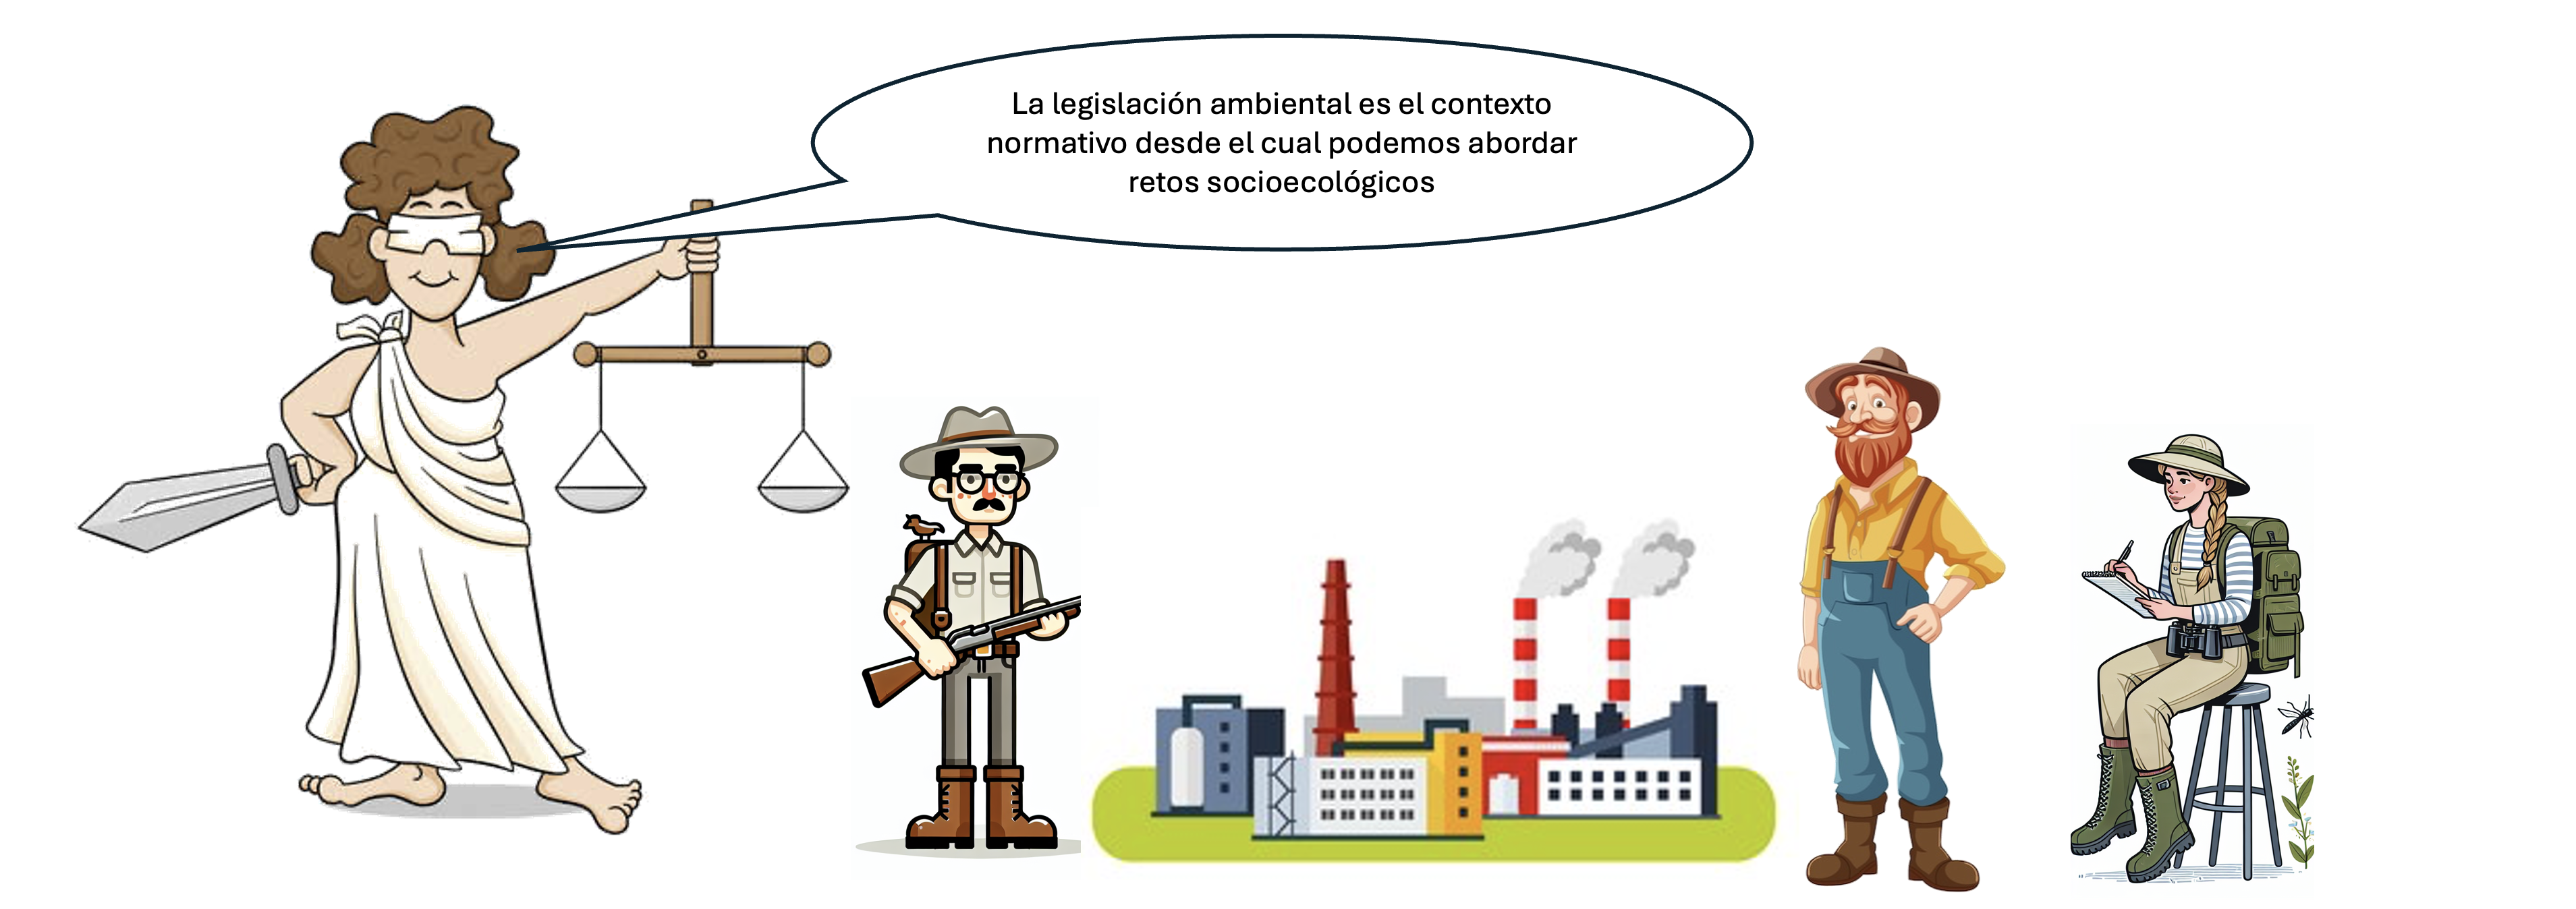 La legislación ambiental es el contexto
normativo desde el cual podemos abordar
retos socioecológicos